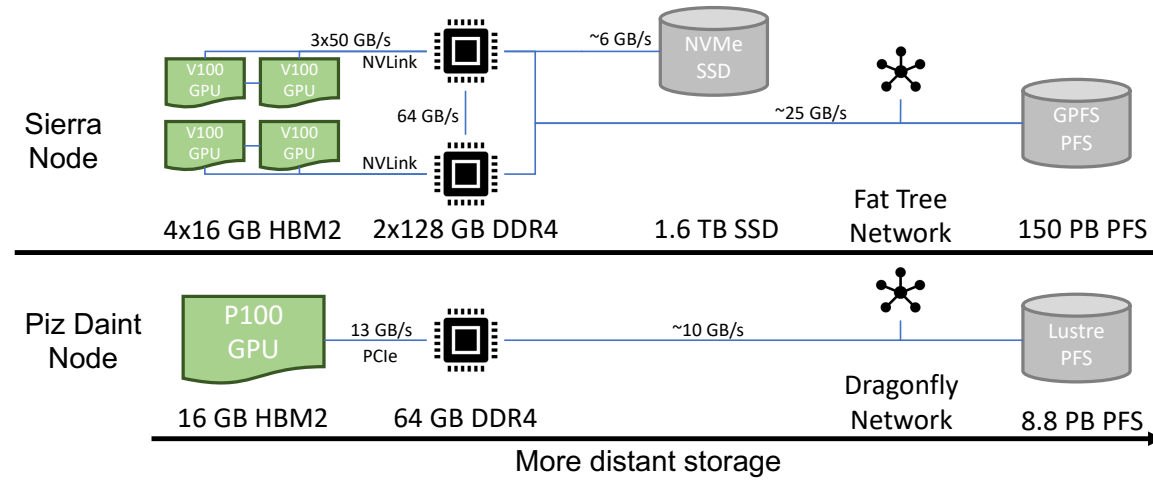 3x50 GB/s
NVLink
~6 GB/s
NVMe
SSD
V100
GPU
V100
GPU
V100
GPU
V100
GPU
64 GB/s
NVLink
~25 GB/s
GPFS
PFS
Sierra
Node
4x16 GB HBM2
2x128 GB DDR4
1.6 TB SSD
Fat Tree
Network
150 PB PFS
Piz Daint
Node
P100
GPU
13 GB/s
PCIe
~10 GB/s
Lustre
PFS
16 GB HBM2
64 GB DDR4
Dragonfly
Network
8.8 PB PFS
More distant storage